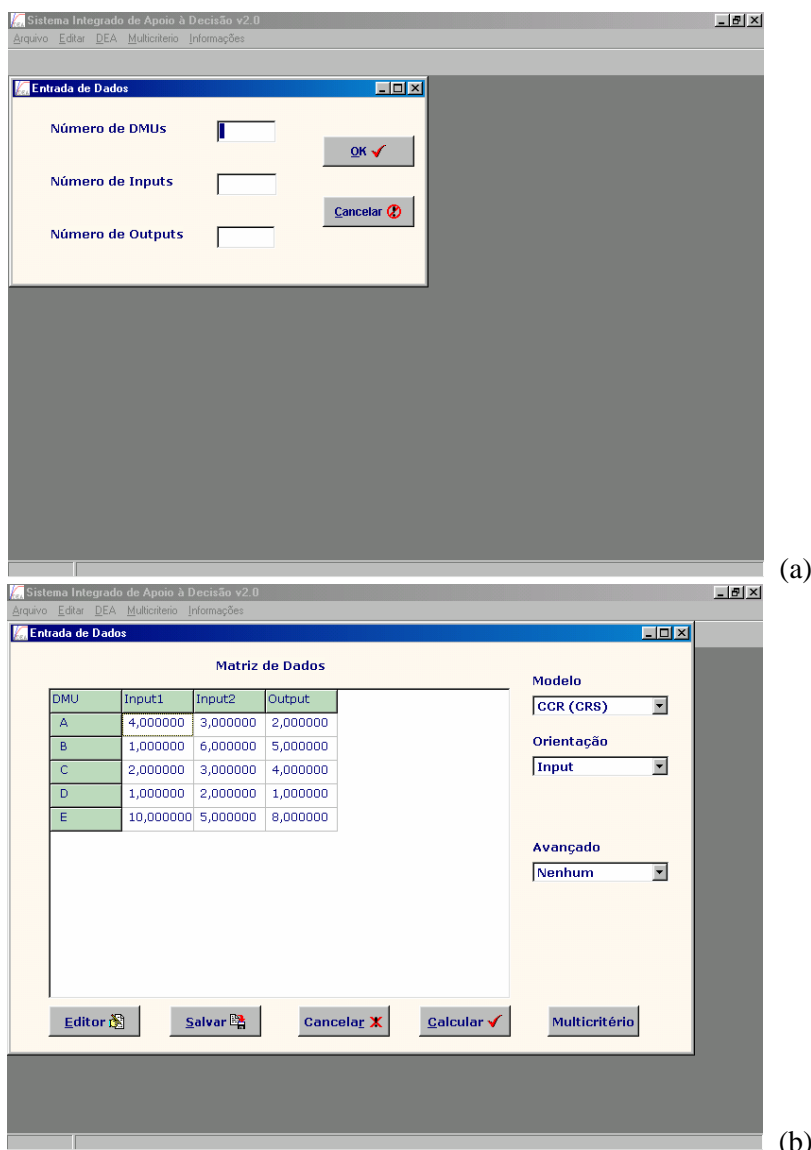 Sistema Integrado de Apoio à Decisão v2.0
Arquivo Editar DEA Multicriterio Informações
Entrada de Dados
Número de DMUs
OK
Número de Inputs
Cancelar
Número de Outputs
(a)
Sistema Integrado de Apoio à Decisão v2.0
Arquivo Editar DEA Multicriterio Informações
Entrada de Dados
Matriz de Dados
Modelo
DMU Input1 Input2 Output
CCR (CRS)
A 4,000000 3,000000 2,000000
B 1,000000 6,000000 5,000000
Orientação
C 2,000000 3,000000 4,000000
Input
D 1,000000 2,000000 1,000000
E 10,000000 5,000000 8,000000
Avançado
Nenhum
Editor Salvar Cancelar Calcular Multicritério
(b)